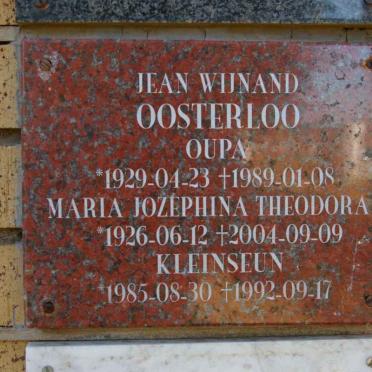 JEAN WIJNAND
OOSTERLOO
OUPA
*1929-04-23 †1989-01-08
MARIA JOZEPHINA THEODORA
*1926-06-12 †2004-09-09
KLEINSEUN
*1985-08-30 †1992-09-17